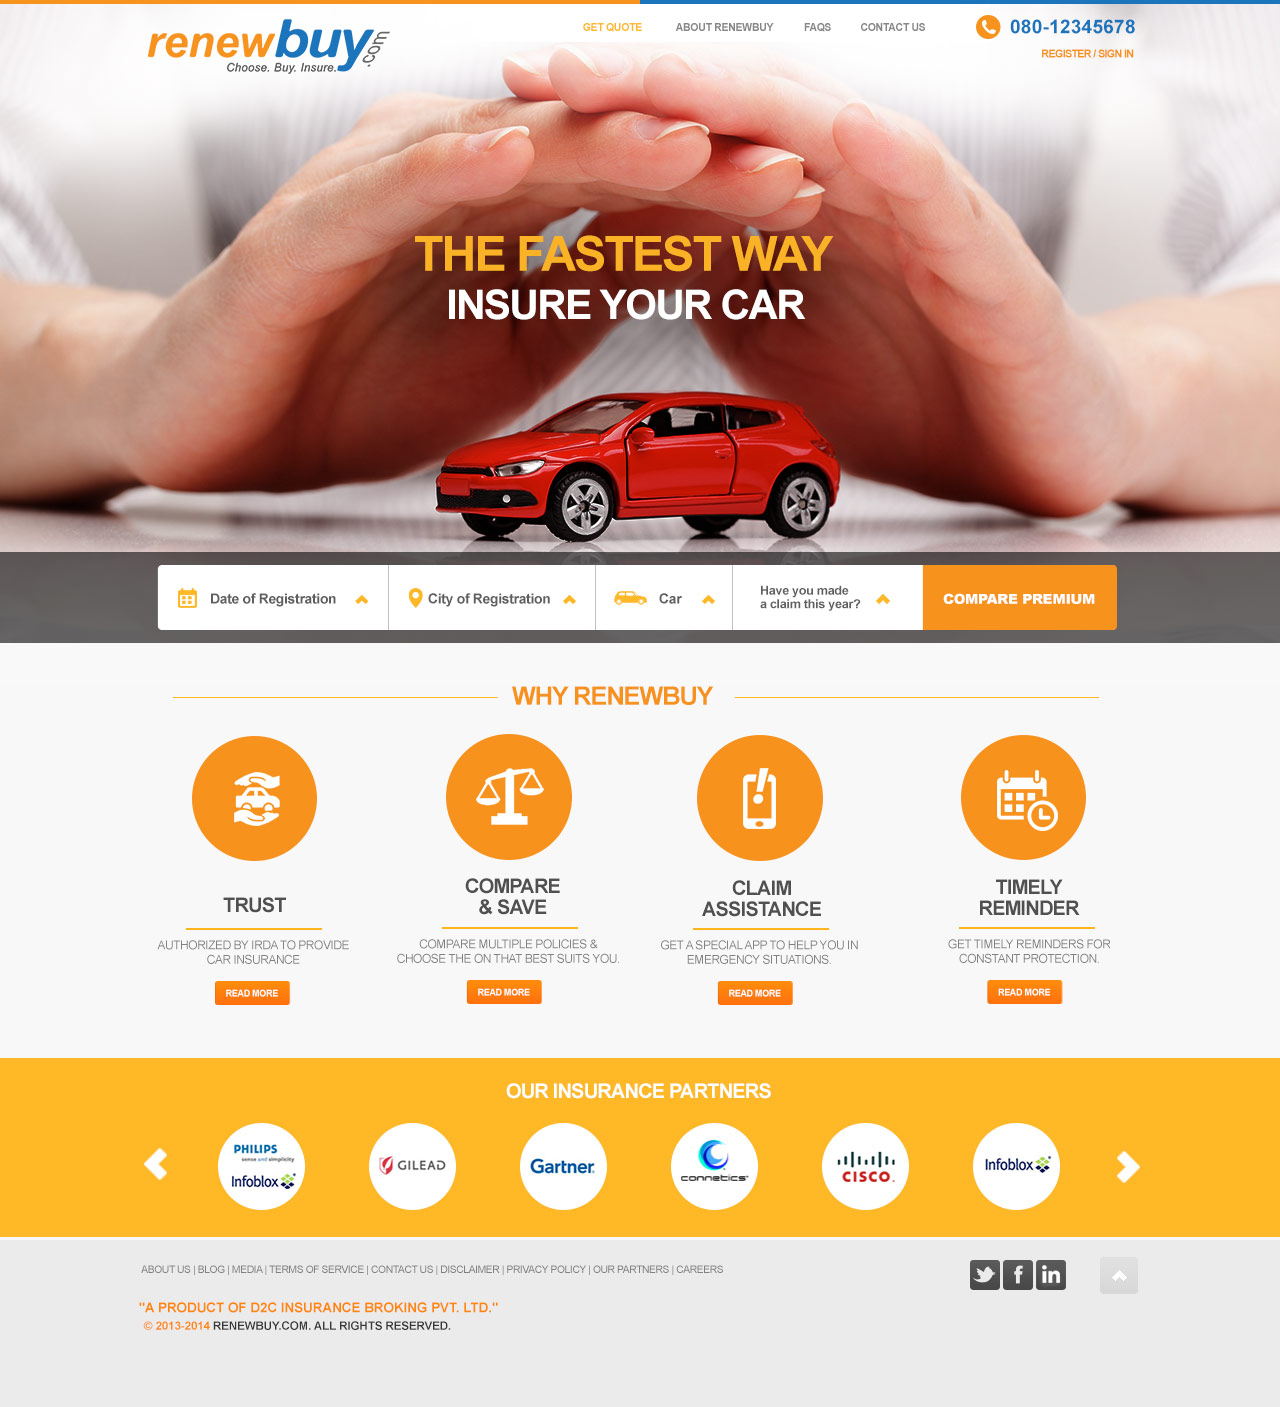 renewbuy.com
Choose. Buy. Insure.
GET QUOTE ABOUT RENEWBUY FAQS CONTACT US
080-12345678
REGISTER / SIGN IN
THE FASTEST WAY
INSURE YOUR CAR
Date of Registration
City of Registration
Car
Have you made
a claim this year?
COMPARE PREMIUM
WHY RENEWBUY
TRUST
AUTHORIZED BY IRDA TO PROVIDE
CAR INSURANCE
READ MORE
COMPARE
& SAVE
COMPARE MULTIPLE POLICIES &
CHOOSE THE ON THAT BEST SUITS YOU.
READ MORE
CLAIM
ASSISTANCE
GET A SPECIAL APP TO HELP YOU IN
EMERGENCY SITUATIONS.
READ MORE
TIMELY
REMINDER
GET TIMELY REMINDERS FOR
CONSTANT PROTECTION.
READ MORE
OUR INSURANCE PARTNERS
PHILIPS
sense and simplicity
Infoblox
GILEAD
Gartner
connetics
CISCO
Infoblox
ABOUT US | BLOG | MEDIA | TERMS OF SERVICE | CONTACT US | DISCLAIMER | PRIVACY POLICY | OUR PARTNERS | CAREERS
f
in
"A PRODUCT OF D2C INSURANCE BROKING PVT. LTD."
© 2013-2014 RENEWBUY.COM. ALL RIGHTS RESERVED.